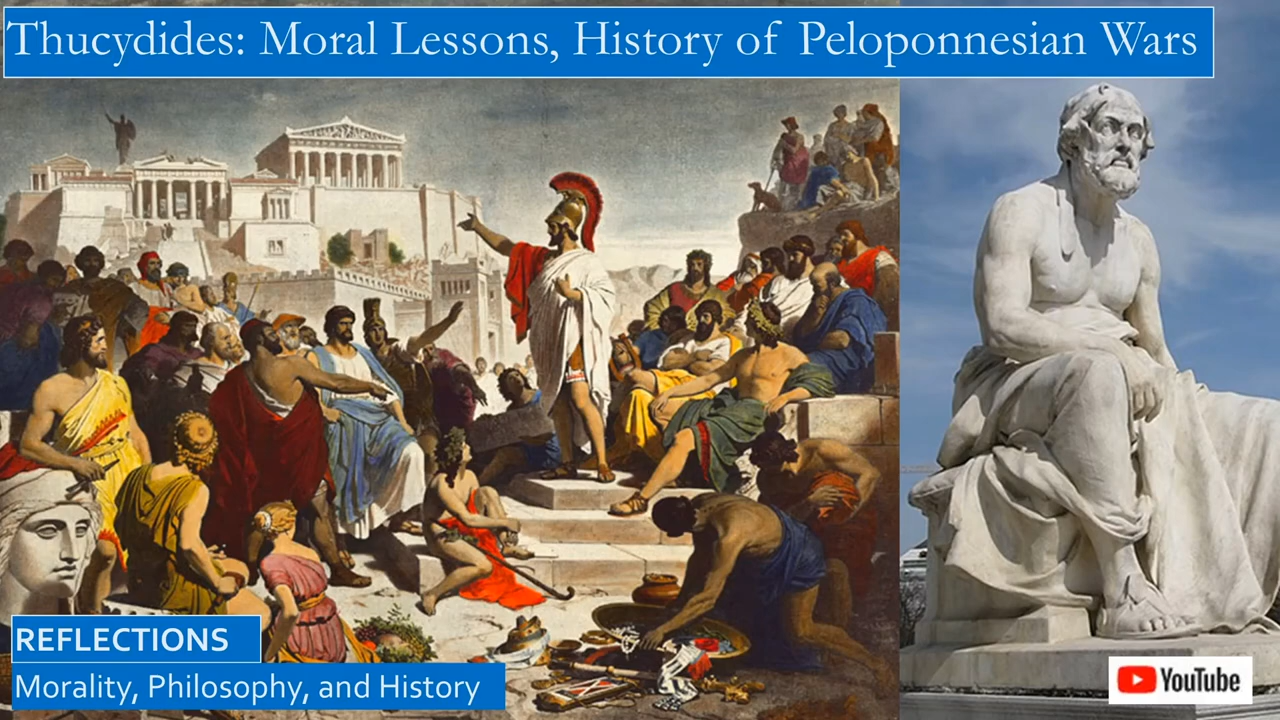 Thucydides: Moral Lessons, History of Peloponnesian Wars
REFLECTIONS
Morality, Philosophy, and History
YouTube